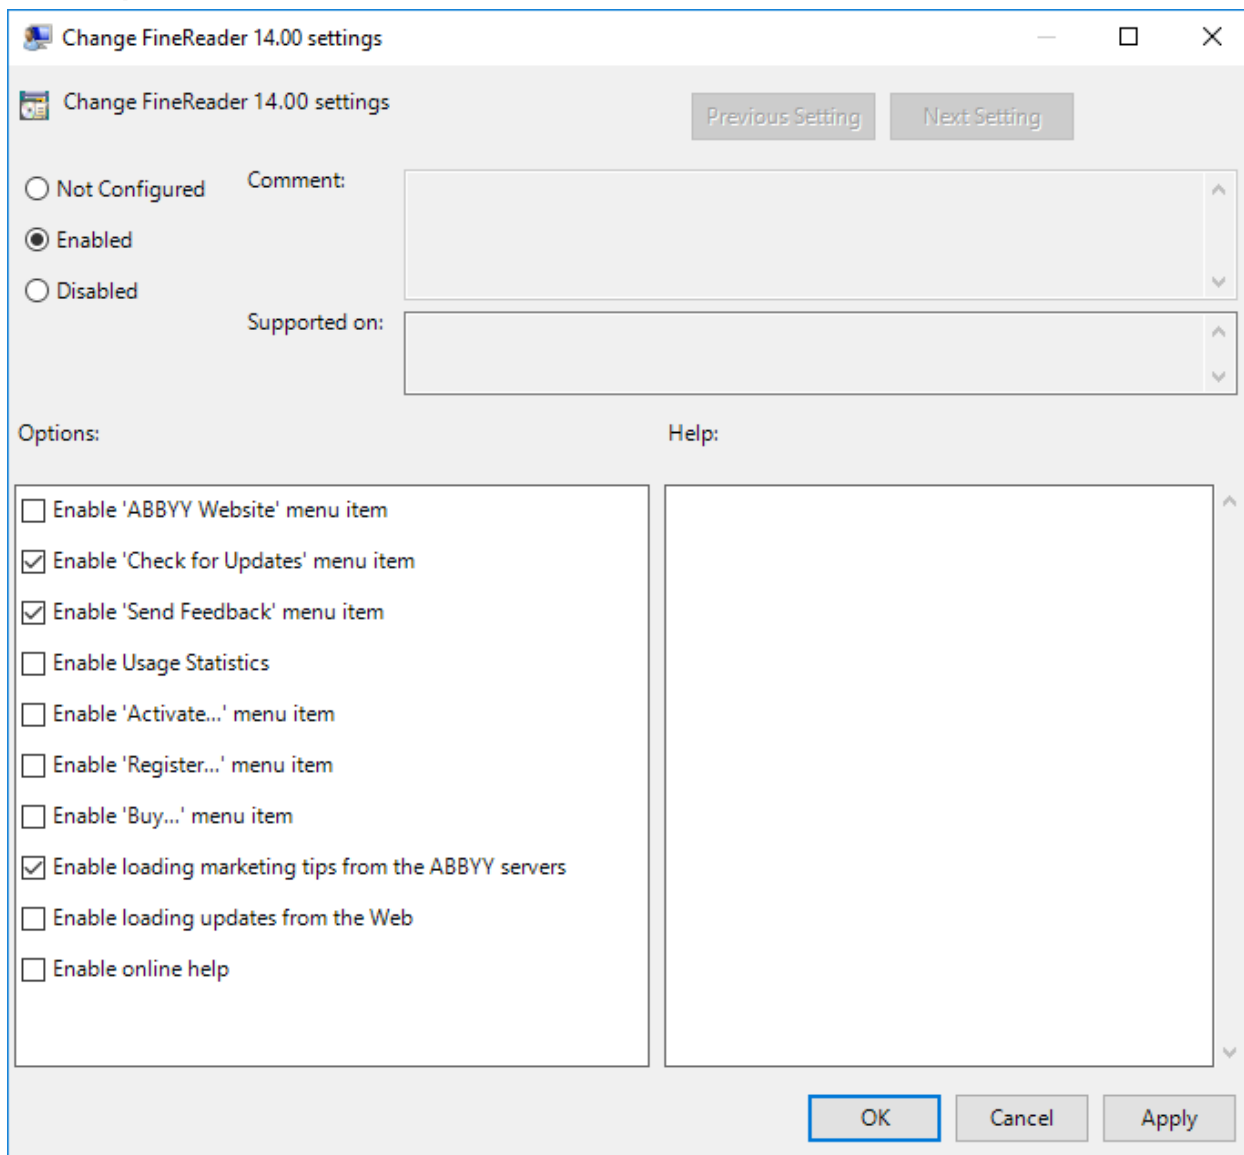 Change FineReader 14.00 settings
Change FineReader 14.00 settings
Previous Setting
Next Setting
Not Configured
Comment:
Enabled
Disabled
Supported on:
Options:
Help:
Enable 'ABBYY Website' menu item
Enable 'Check for Updates' menu item
Enable 'Send Feedback' menu item
Enable Usage Statistics
Enable 'Activate...' menu item
Enable 'Register...' menu item
Enable 'Buy...' menu item
Enable loading marketing tips from the ABBYY servers
Enable loading updates from the Web
Enable online help
OK
Cancel
Apply